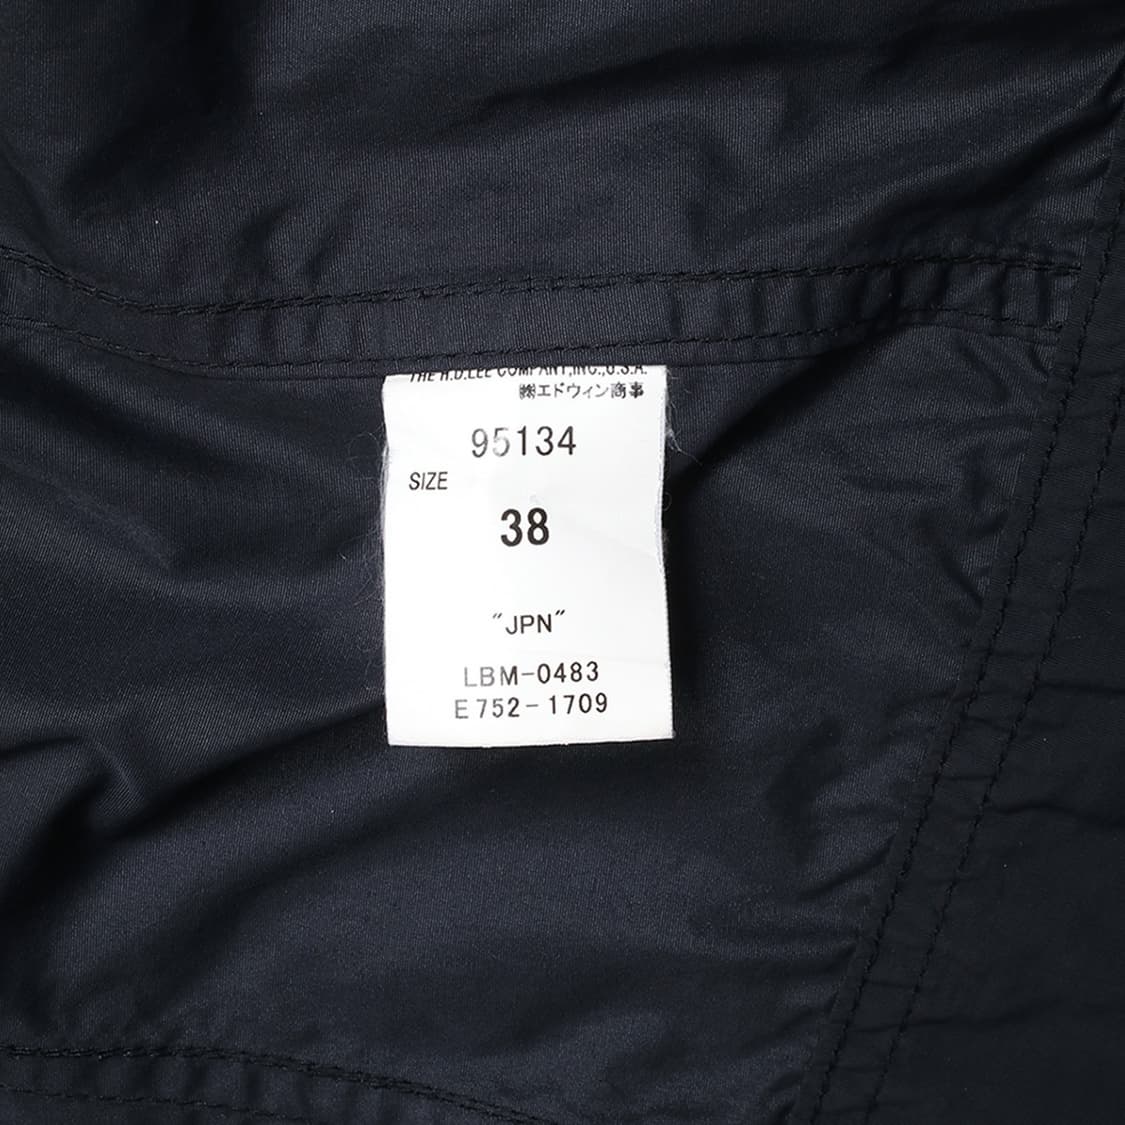 THE H.D.LEE COMPANY,INC.,U.S.A.
㈱エドウィン商事
95134
SIZE
38
"JPN"
LBM-0483
E752-1709